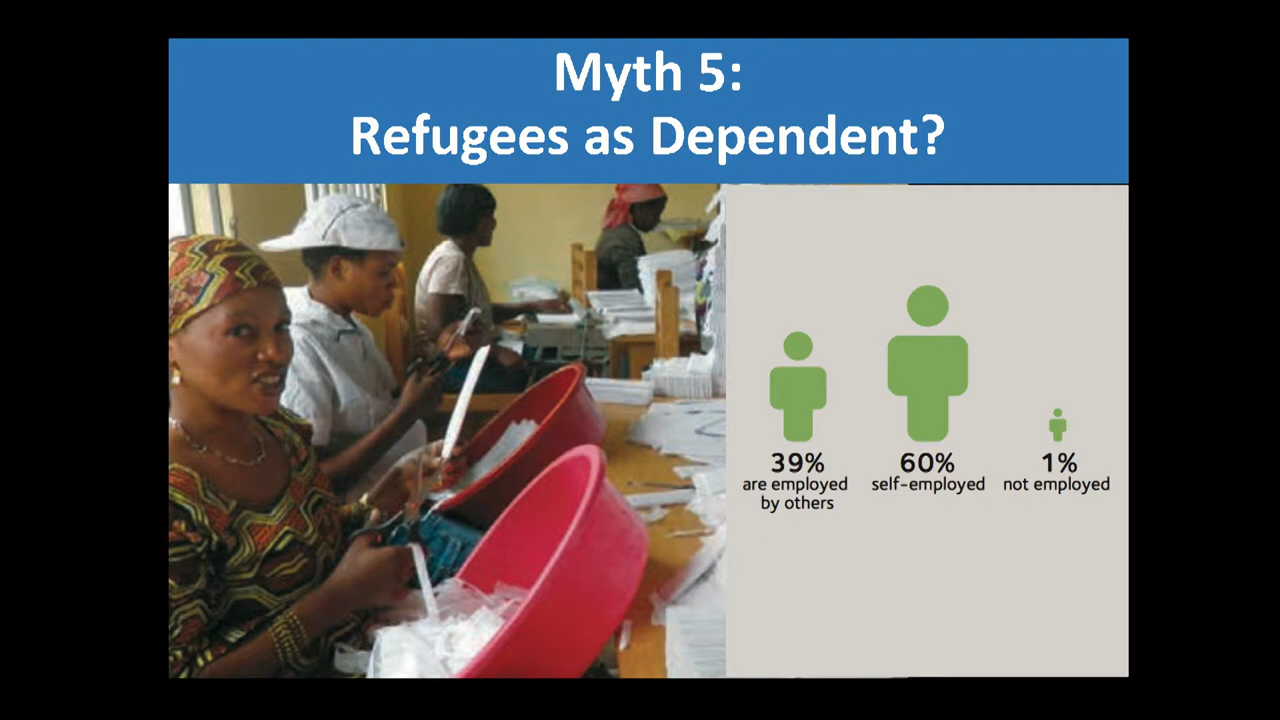 Myth 5:
Refugees as Dependent?
39%
are employed
by others
60%
self-employed
1%
not employed